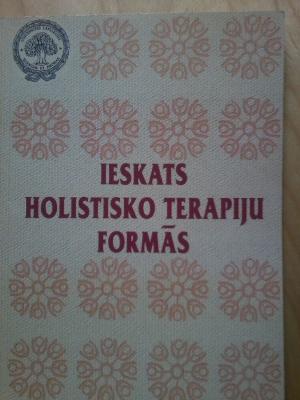 IESKATS
HOLISTISKO TERAPIJU
FORMĀS